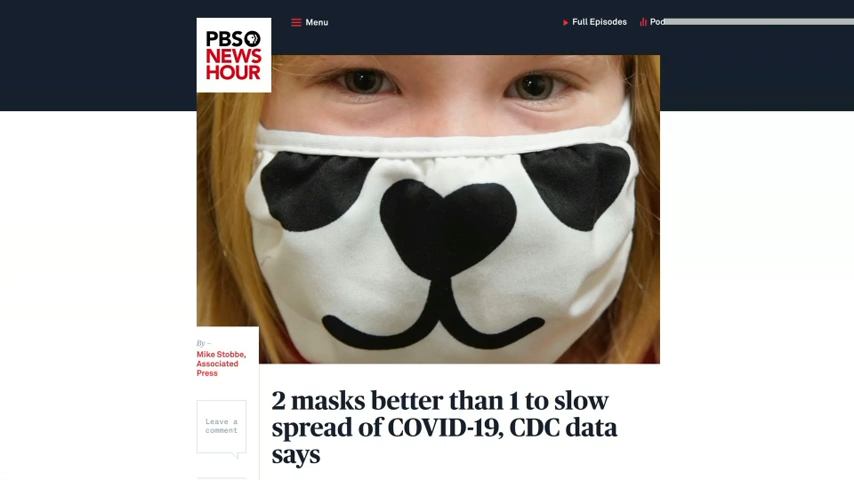 PBS
NEWS
HOUR
Menu
Full Episodes
Pod
By —
Mike Stobbe,
Associated
Press
Leave a
comment
2 masks better than 1 to slow
spread of COVID-19, CDC data
says